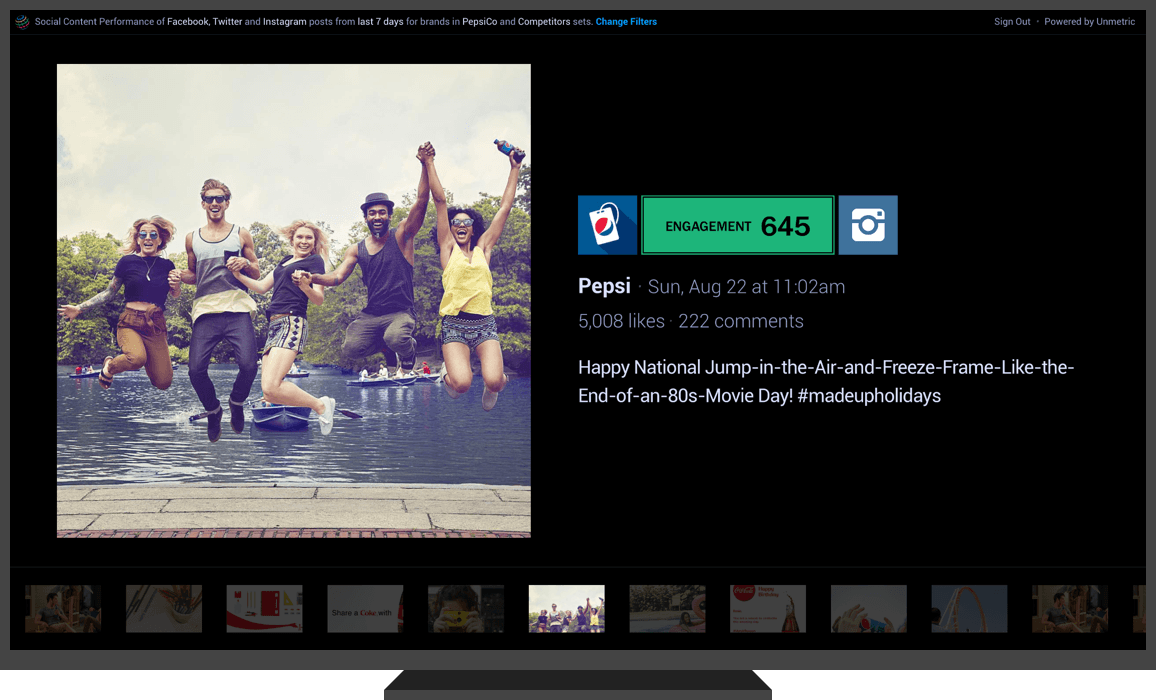 Social Content Performance of Facebook, Twitter and Instagram posts from last 7 days for brands in PepsiCo and Competitors sets. Change Filters
Sign Out • Powered by Unmetric
ENGAGEMENT 645
Pepsi · Sun, Aug 22 at 11:02am
5,008 likes · 222 comments
Happy National Jump-in-the-Air-and-Freeze-Frame-Like-the-
End-of-an-80s-Movie Day! #madeupholidays
Share a Coke with
Coca-Cola
Happy
Birthday